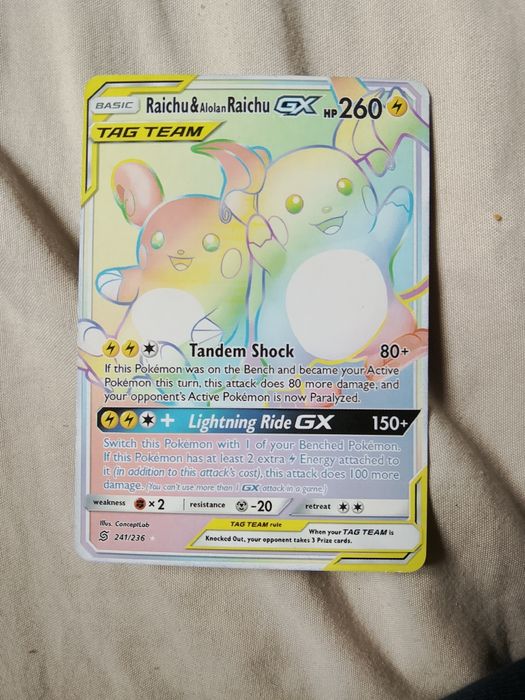 BASIC Raichu & Alolan Raichu GX HP 260
TAG TEAM
Tandem Shock 80+
If this Pokémon was on the Bench and became your Active
Pokémon this turn, this attack does 80 more damage, and
your opponent's Active Pokémon is now Paralyzed.
+ Lightning Ride GX 150+
Switch this Pokémon with 1 of your Benched Pokémon.
If this Pokémon has at least 2 extra Energy attached to
it (in addition to this attack's cost), this attack does 100 more
damage. (You can't use more than 1 GX attack in a game.)
weakness ×2 resistance -20 retreat
Illus. ConceptLab
241/236
TAG TEAM rule
When your TAG TEAM is
Knocked Out, your opponent takes 3 Prize cards.